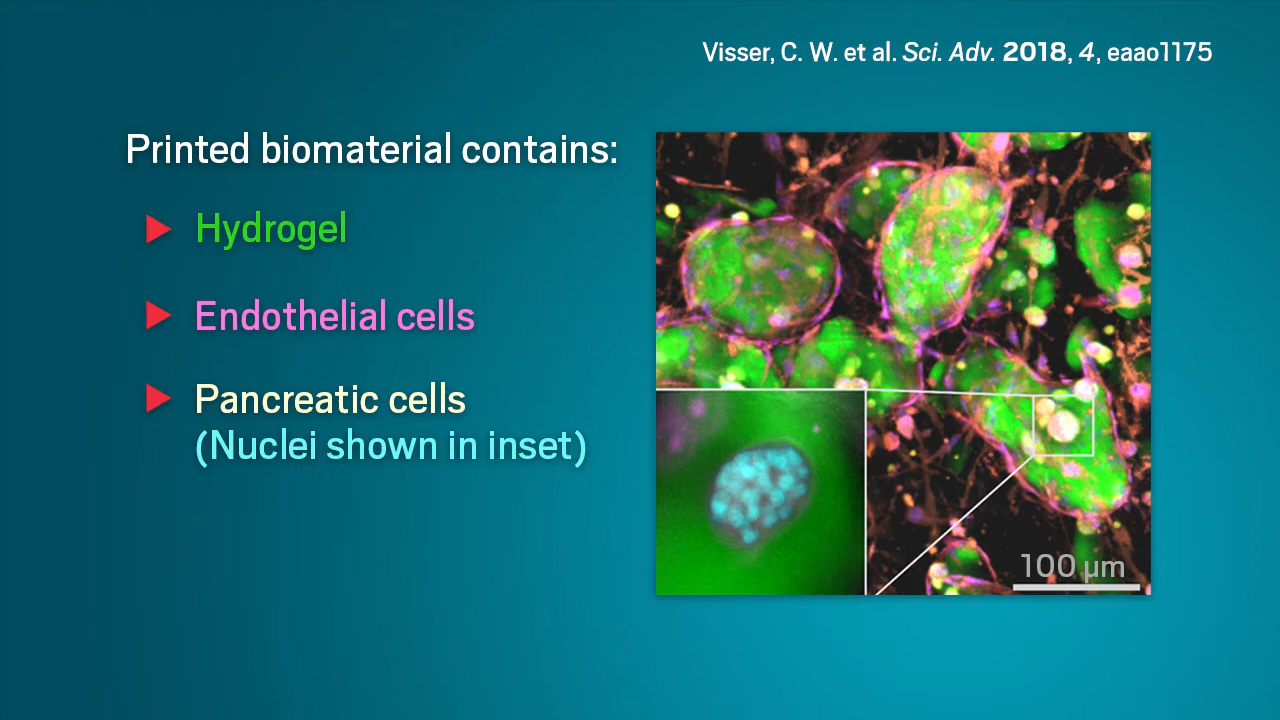 Visser, C. W. et al. Sci. Adv. 2018, 4, eaao1175
Printed biomaterial contains:
Hydrogel
Endothelial cells
Pancreatic cells
(Nuclei shown in inset)
100 µm